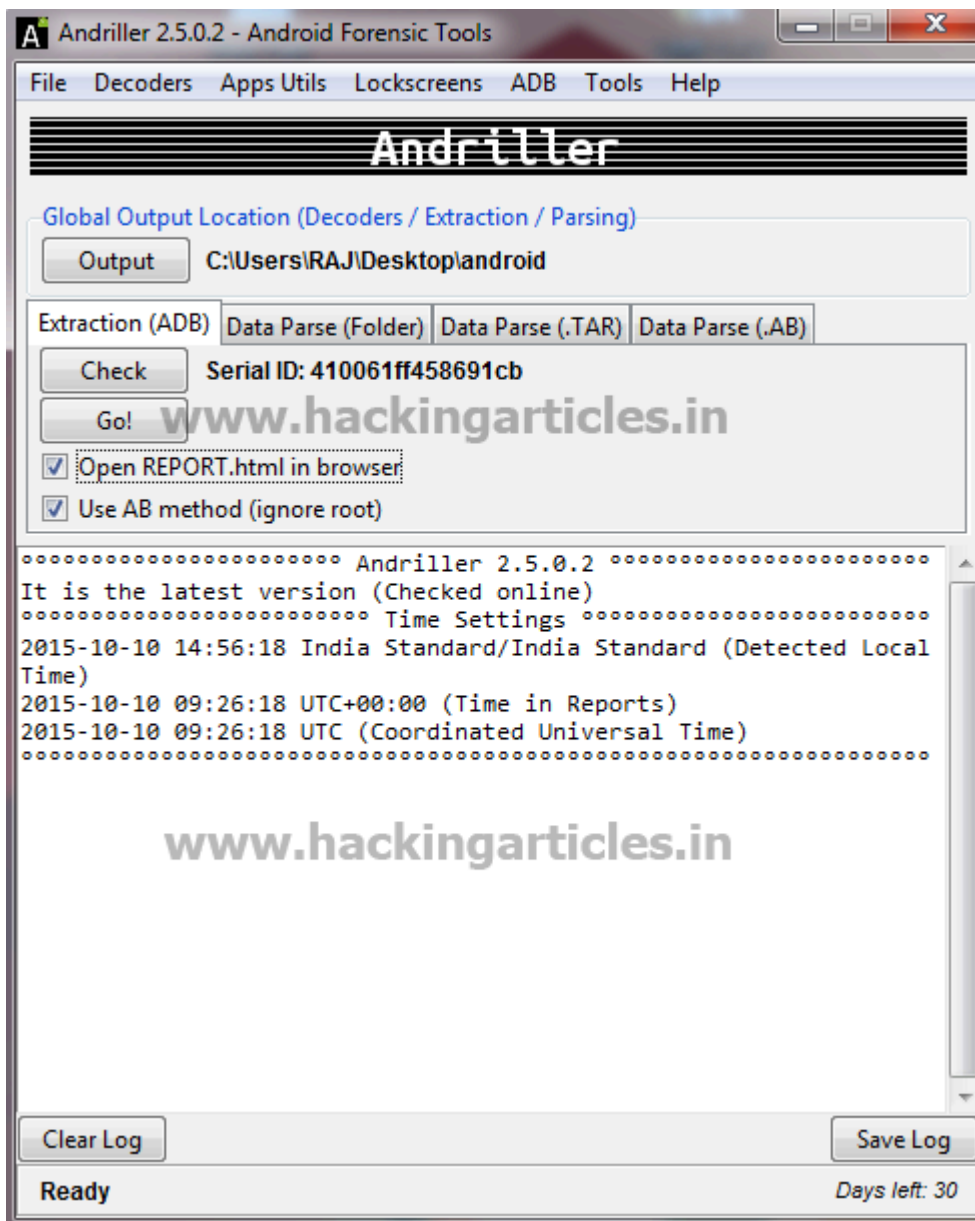 Andriller 2.5.0.2 - Android Forensic Tools
File Decoders Apps Utils Lockscreens ADB Tools Help
Andriller
Global Output Location (Decoders / Extraction / Parsing)
Output C:\Users\RAJ\Desktop\android
Extraction (ADB) Data Parse (Folder) Data Parse (.TAR) Data Parse (.AB)
Check Serial ID: 410061ff458691cb
Go! www.hackingarticles.in
Open REPORT.html in browser
Use AB method (ignore root)
°°°°°°°°°°°°°°°°°°°°°°° Andriller 2.5.0.2 °°°°°°°°°°°°°°°°°°°°°°°
It is the latest version (Checked online)
°°°°°°°°°°°°°°°°°°°°°°°°° Time Settings °°°°°°°°°°°°°°°°°°°°°°°°°
2015-10-10 14:56:18 India Standard/India Standard (Detected Local
Time)
2015-10-10 09:26:18 UTC+00:00 (Time in Reports)
2015-10-10 09:26:18 UTC (Coordinated Universal Time)
°°°°°°°°°°°°°°°°°°°°°°°°°°°°°°°°°°°°°°°°°°°°°°°°°°°°°°°°°°°°°°°°°
www.hackingarticles.in
Clear Log Save Log
Ready Days left: 30